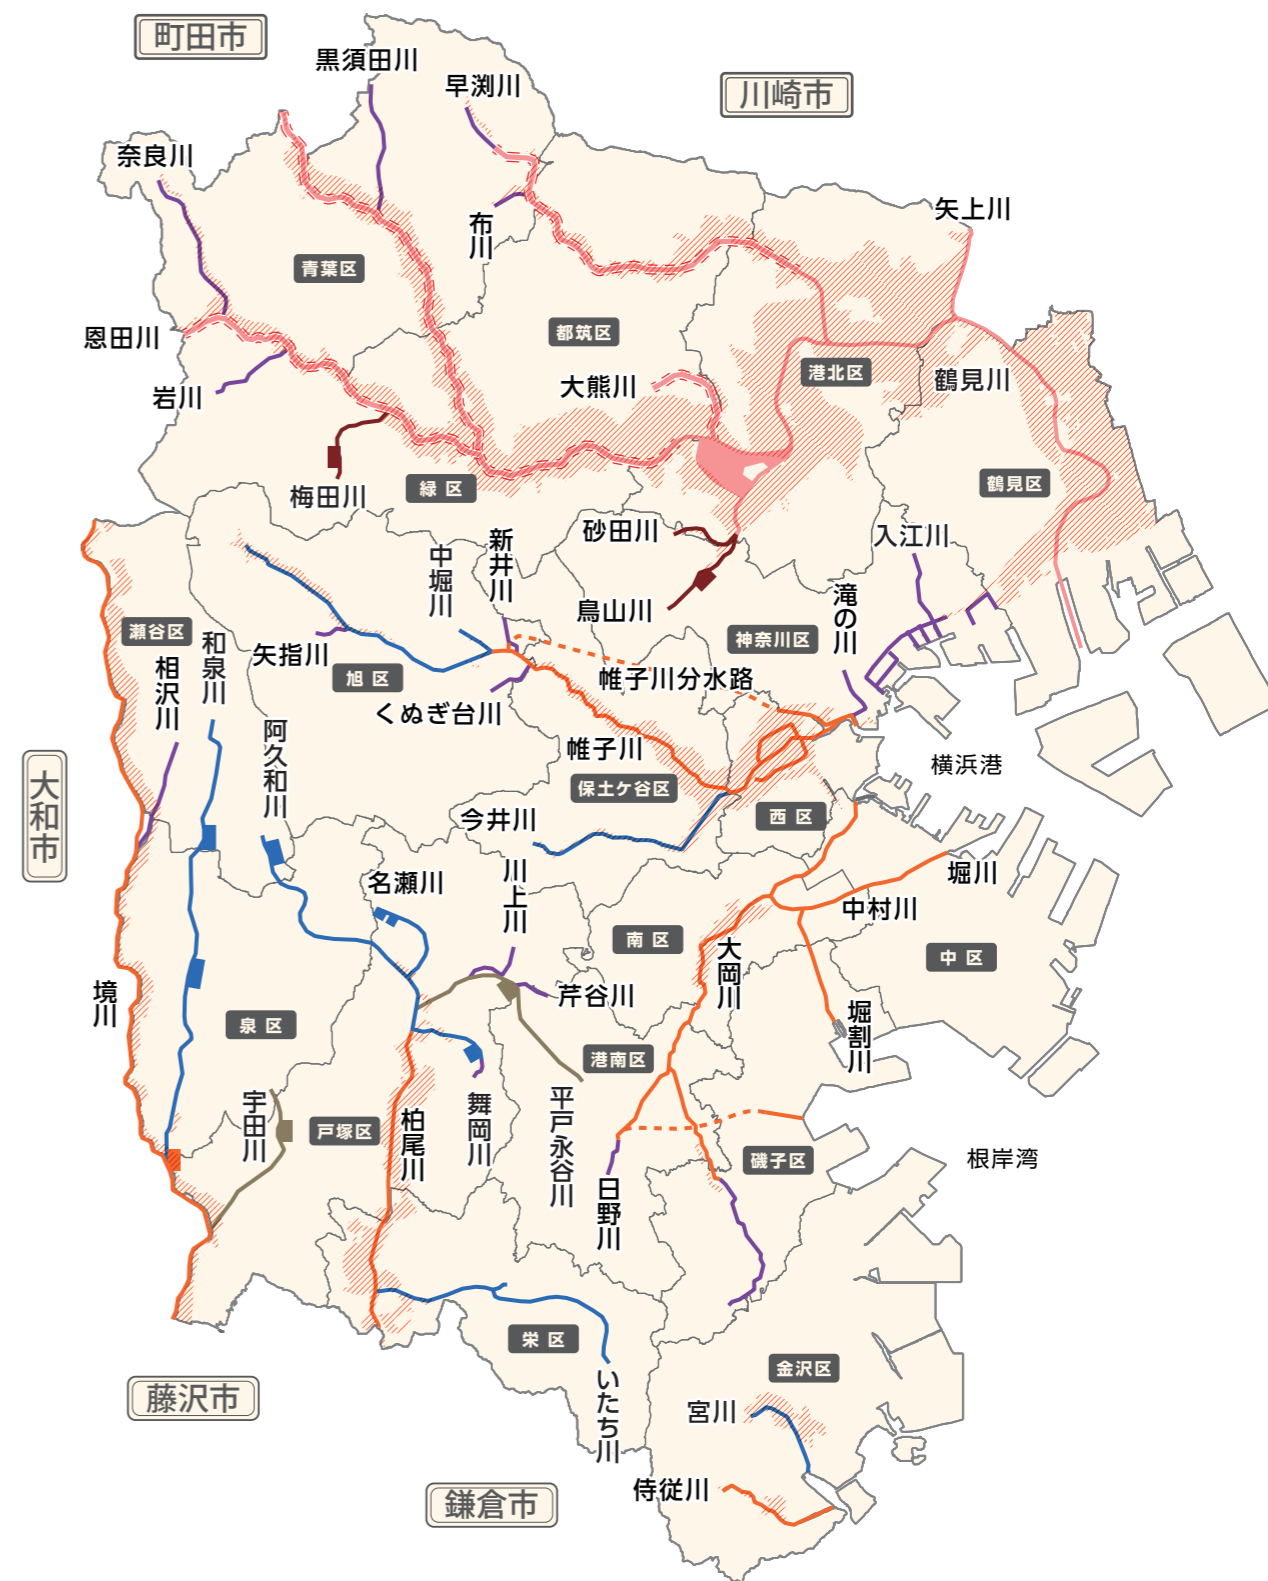 町田市
黒須田川
早渕川
川崎市
奈良川
矢上川
布川
青葉区
恩田川
都筑区
大熊川
港北区
鶴見川
岩川
梅田川
緑 区
鶴見区
砂田川
入江川
新井川
中堀川
鳥山川
滝の川
瀬谷区
和泉川
神奈川区
矢指川
旭 区
相沢川
帷子川分水路
くぬぎ台川
阿久和川
帷子川
横浜港
保土ケ谷区
大和市
今井川
西 区
川上川
名瀬川
堀川
中村川
南 区
大岡川
中 区
境川
芹谷川
泉 区
堀割川
港南区
宇田川
戸塚区
柏尾川
舞岡川
平戸永谷川
磯子区
根岸湾
日野川
栄 区
金沢区
藤沢市
いたち川
宮川
侍従川
鎌倉市